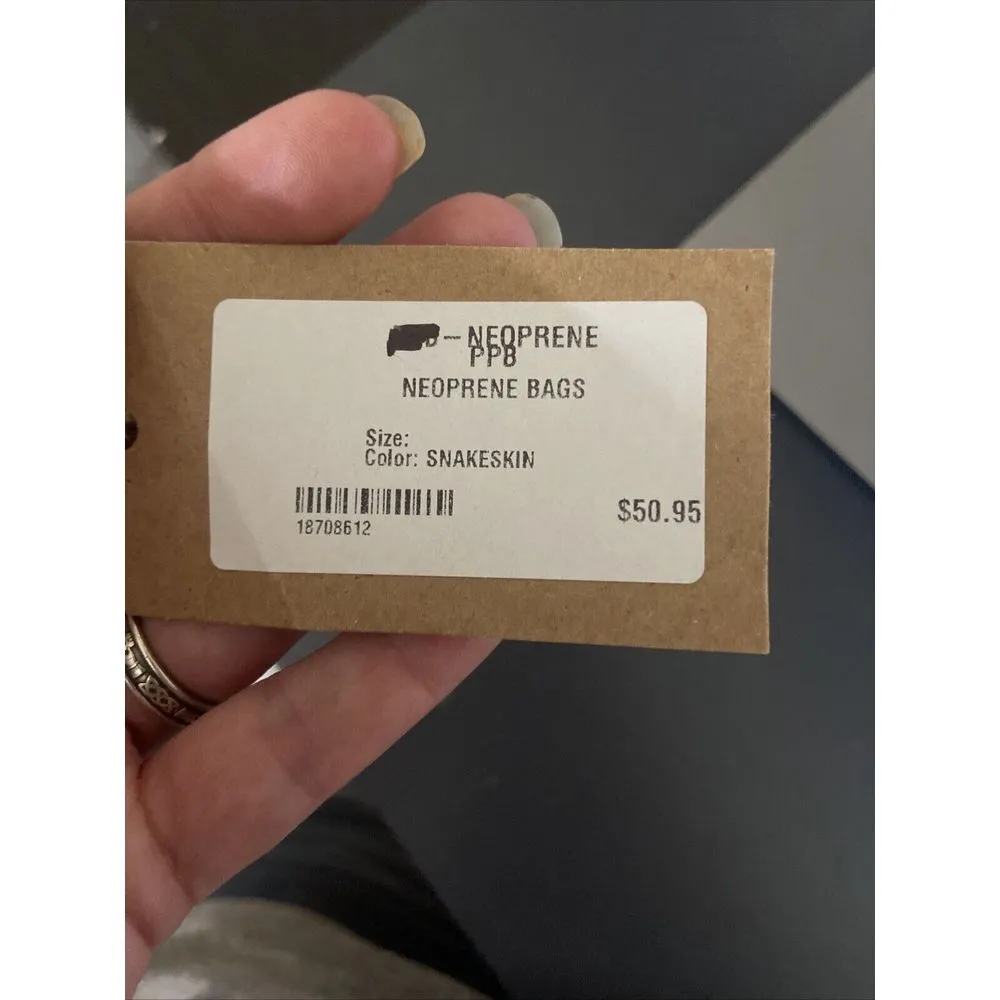 - NEOPRENE
PPB
NEOPRENE BAGS
Size:
Color: SNAKESKIN
18708612
$50.95